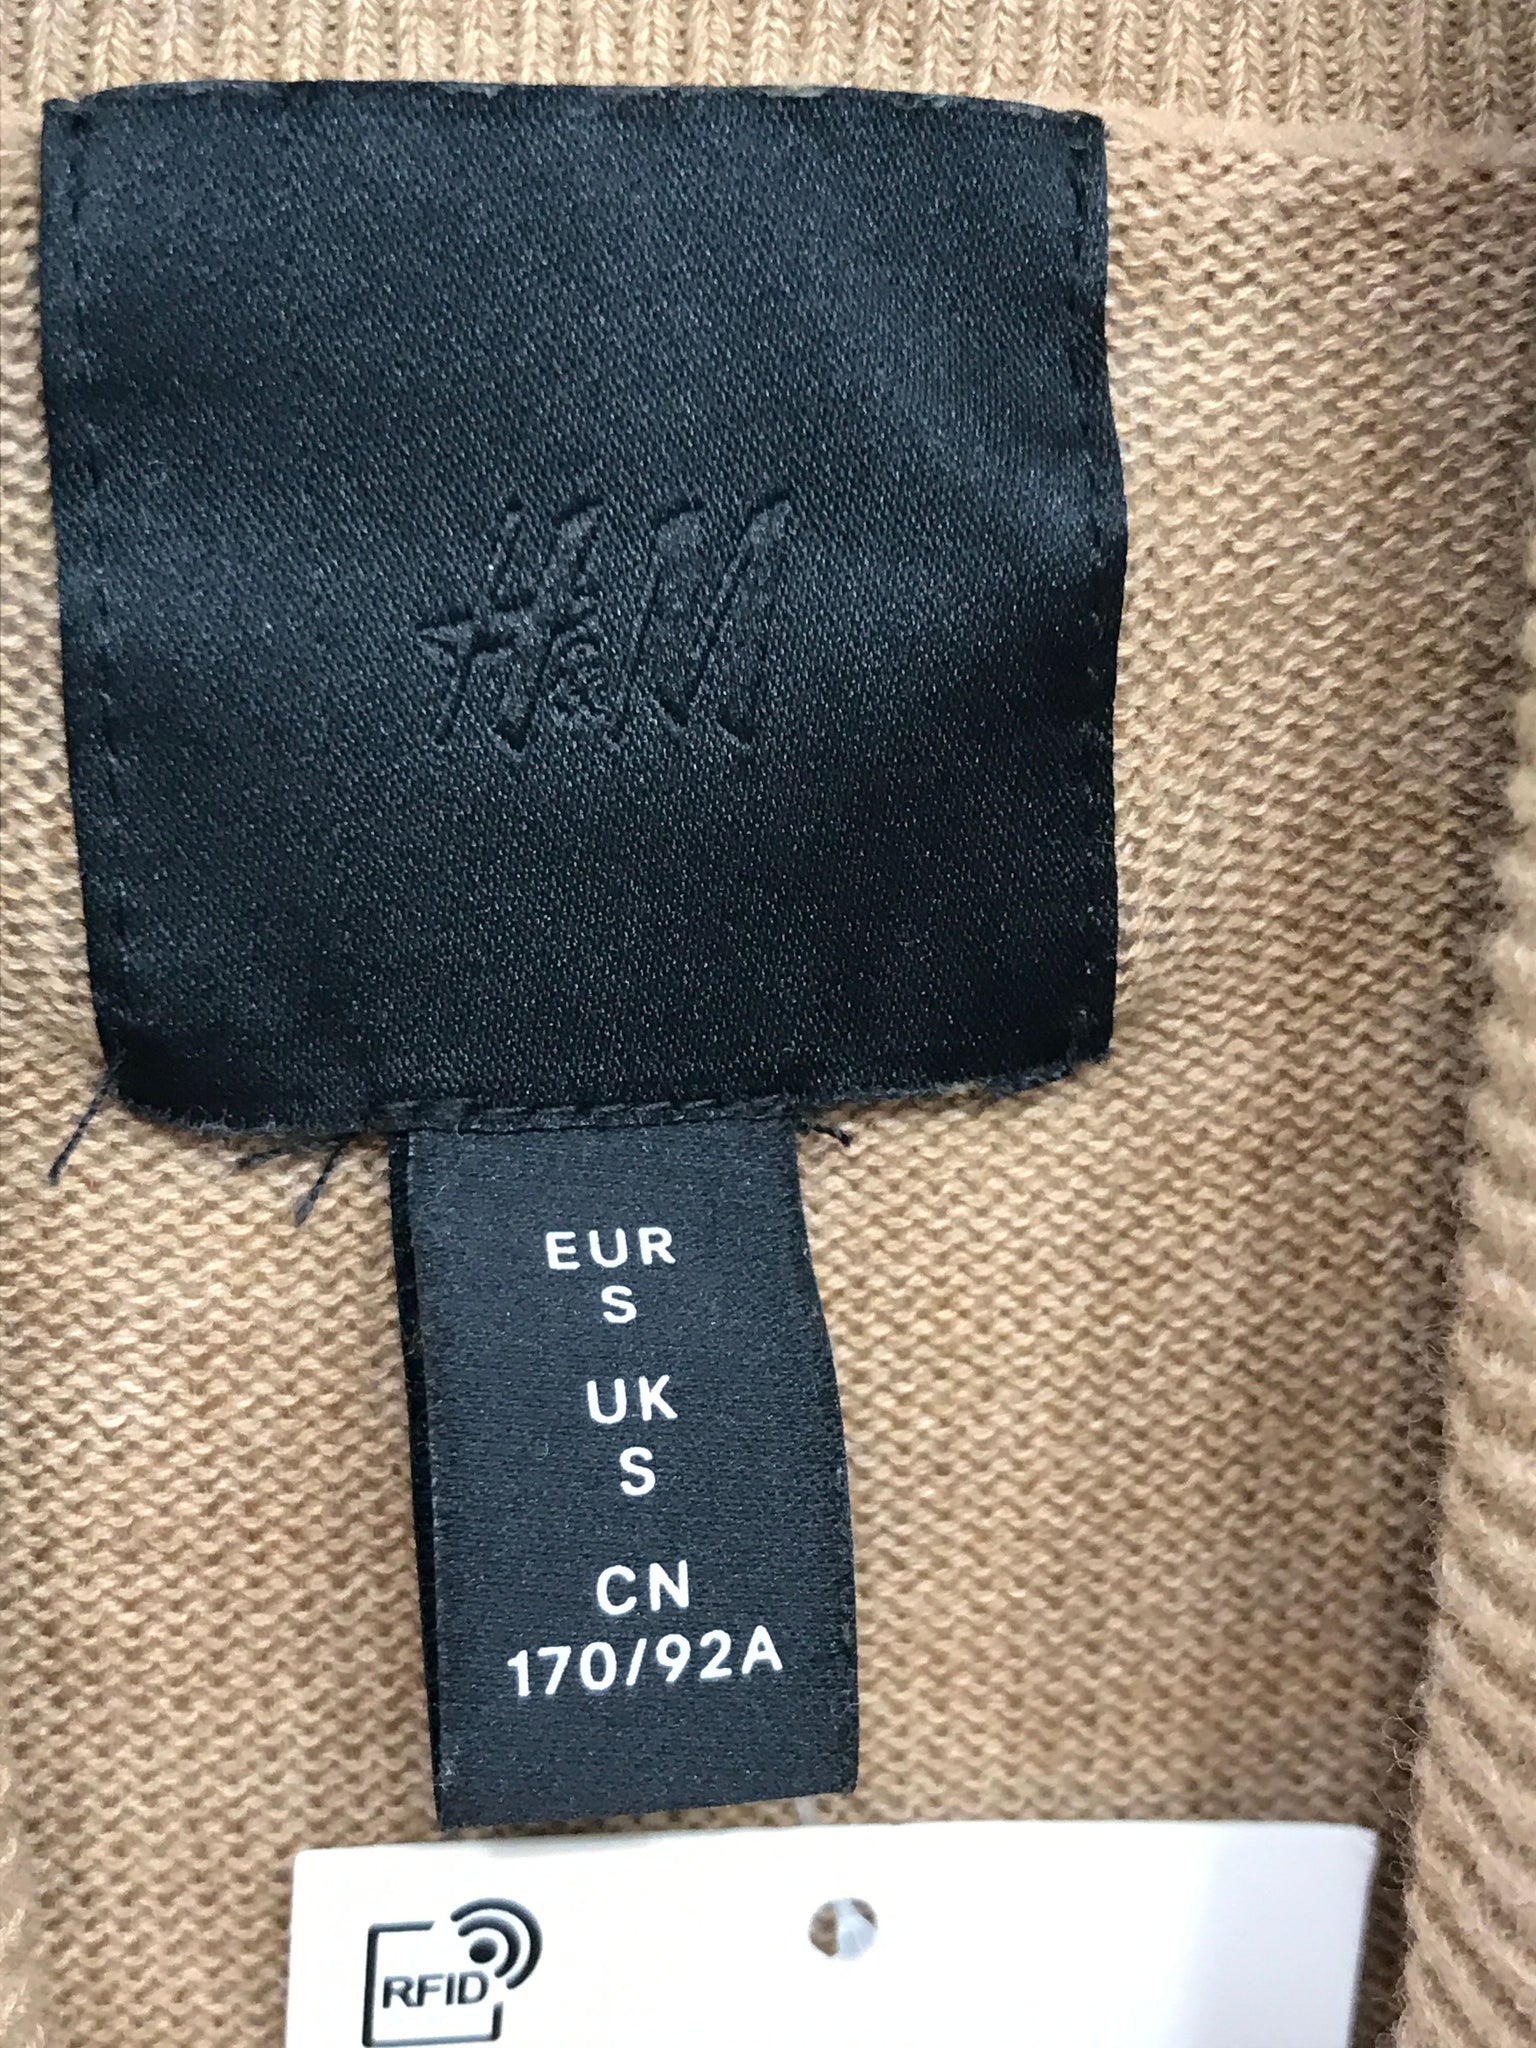 H&M
EUR
S
UK
S
CN
170/92A
RFID